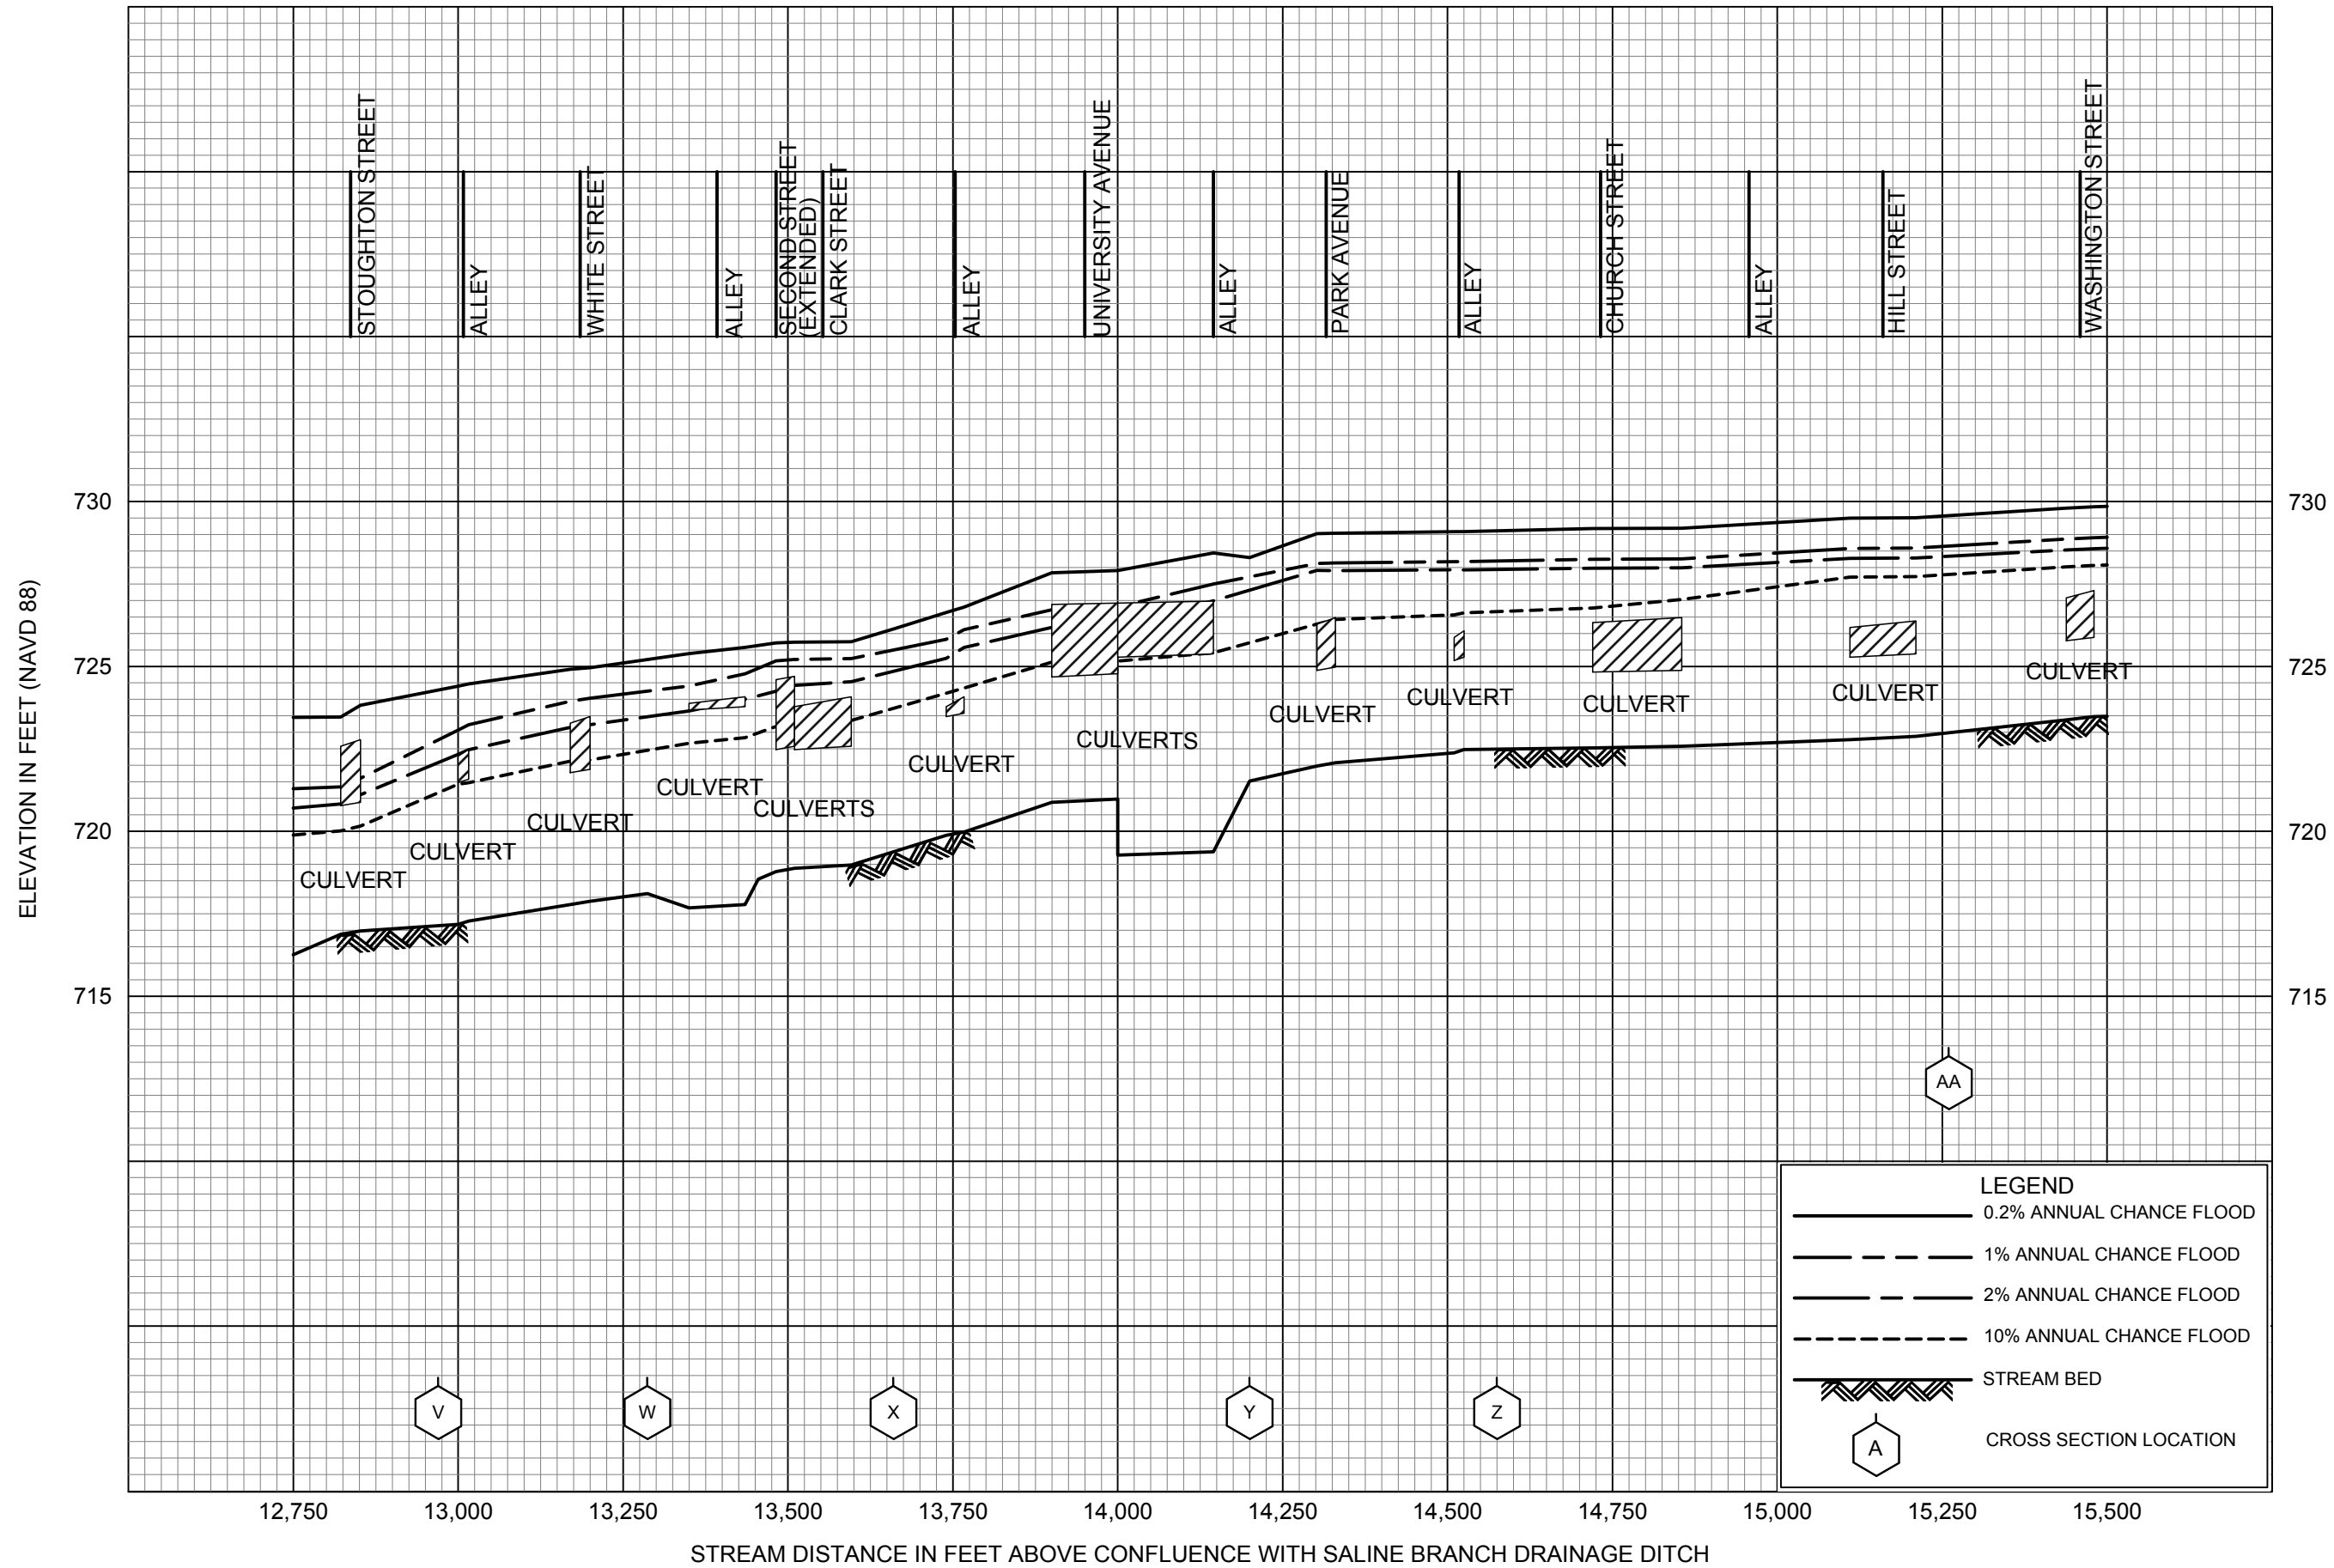 STOUGHTON STREET
ALLEY
WHITE STREET
ALLEY
SECOND STREET
(EXTENDED)
CLARK STREET
ALLEY
UNIVERSITY AVENUE
ALLEY
PARK AVENUE
ALLEY
CHURCH STREET
ALLEY
HILL STREET
WASHINGTON STREET
ELEVATION IN FEET (NAVD 88)
730
725
720
715
730
725
720
715
CULVERT
CULVERT
CULVERT
CULVERT
CULVERTS
CULVERT
CULVERTS
CULVERT
CULVERT
CULVERT
CULVERT
CULVERT
AA
V
W
X
Y
Z
LEGEND
0.2% ANNUAL CHANCE FLOOD
1% ANNUAL CHANCE FLOOD
2% ANNUAL CHANCE FLOOD
10% ANNUAL CHANCE FLOOD
STREAM BED
A CROSS SECTION LOCATION
12,750 13,000 13,250 13,500 13,750 14,000 14,250 14,500 14,750 15,000 15,250 15,500
STREAM DISTANCE IN FEET ABOVE CONFLUENCE WITH SALINE BRANCH DRAINAGE DITCH